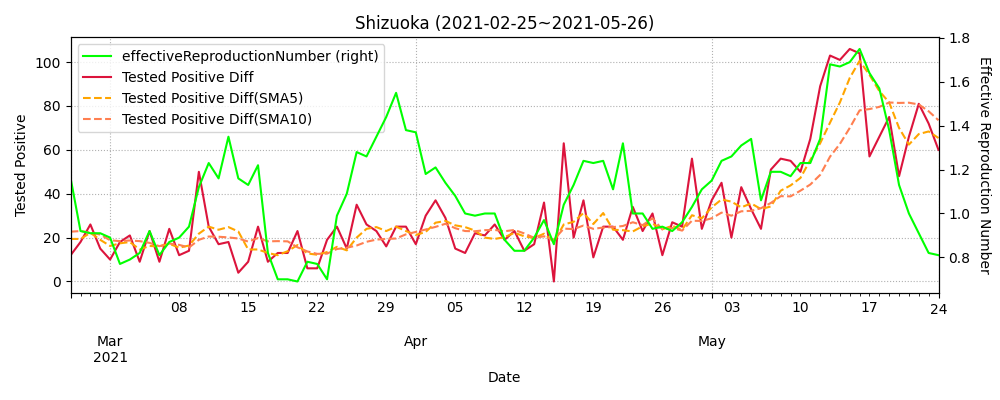 Shizuoka (2021-02-25~2021-05-26)
effectiveReproductionNumber (right)
Tested Positive Diff
Tested Positive Diff(SMA5)
Tested Positive Diff(SMA10)
Tested Positive
100
80
60
40
20
0
1.8
1.6
1.4
1.2
1.0
0.8
Effective Reproduction Number
08 15 22 29 05 12 19 26 03 10 17 24
Mar Apr May
2021
Date